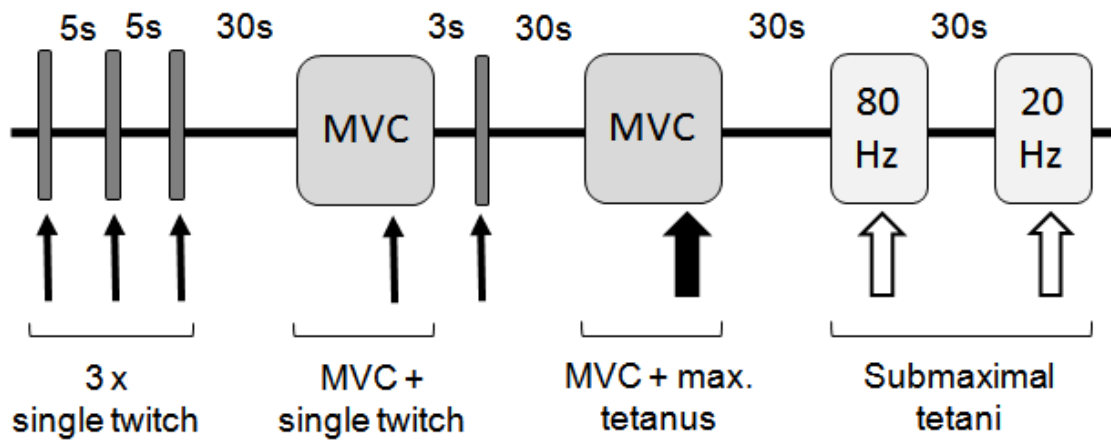 5s 5s 30s 3s 30s 30s 30s
MVC MVC 80 Hz 20 Hz
3 x
single twitch
MVC +
single twitch
MVC + max.
tetanus
Submaximal
tetani